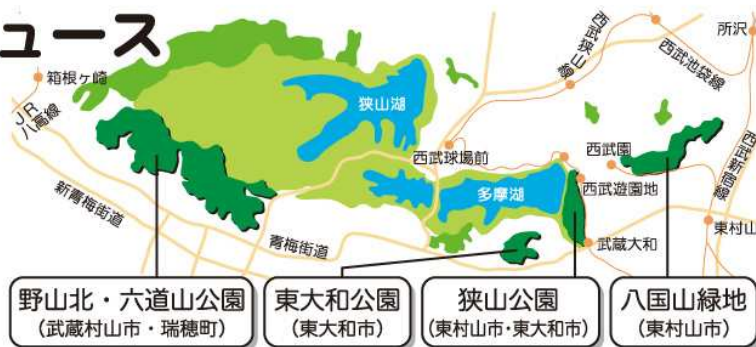 ュース
箱根ケ崎
JR
八高線
新青梅街道
青梅街道
狭山湖
多摩湖
西武球場前
西武狭山線
西武池袋線
所沢
西武園
西武遊園地
武蔵大和
西武新宿線
東村山
野山北・六道山公園
(武蔵村山市・瑞穂町)
東大和公園
(東大和市)
狭山公園
(東村山市・東大和市)
八国山緑地
(東村山市)